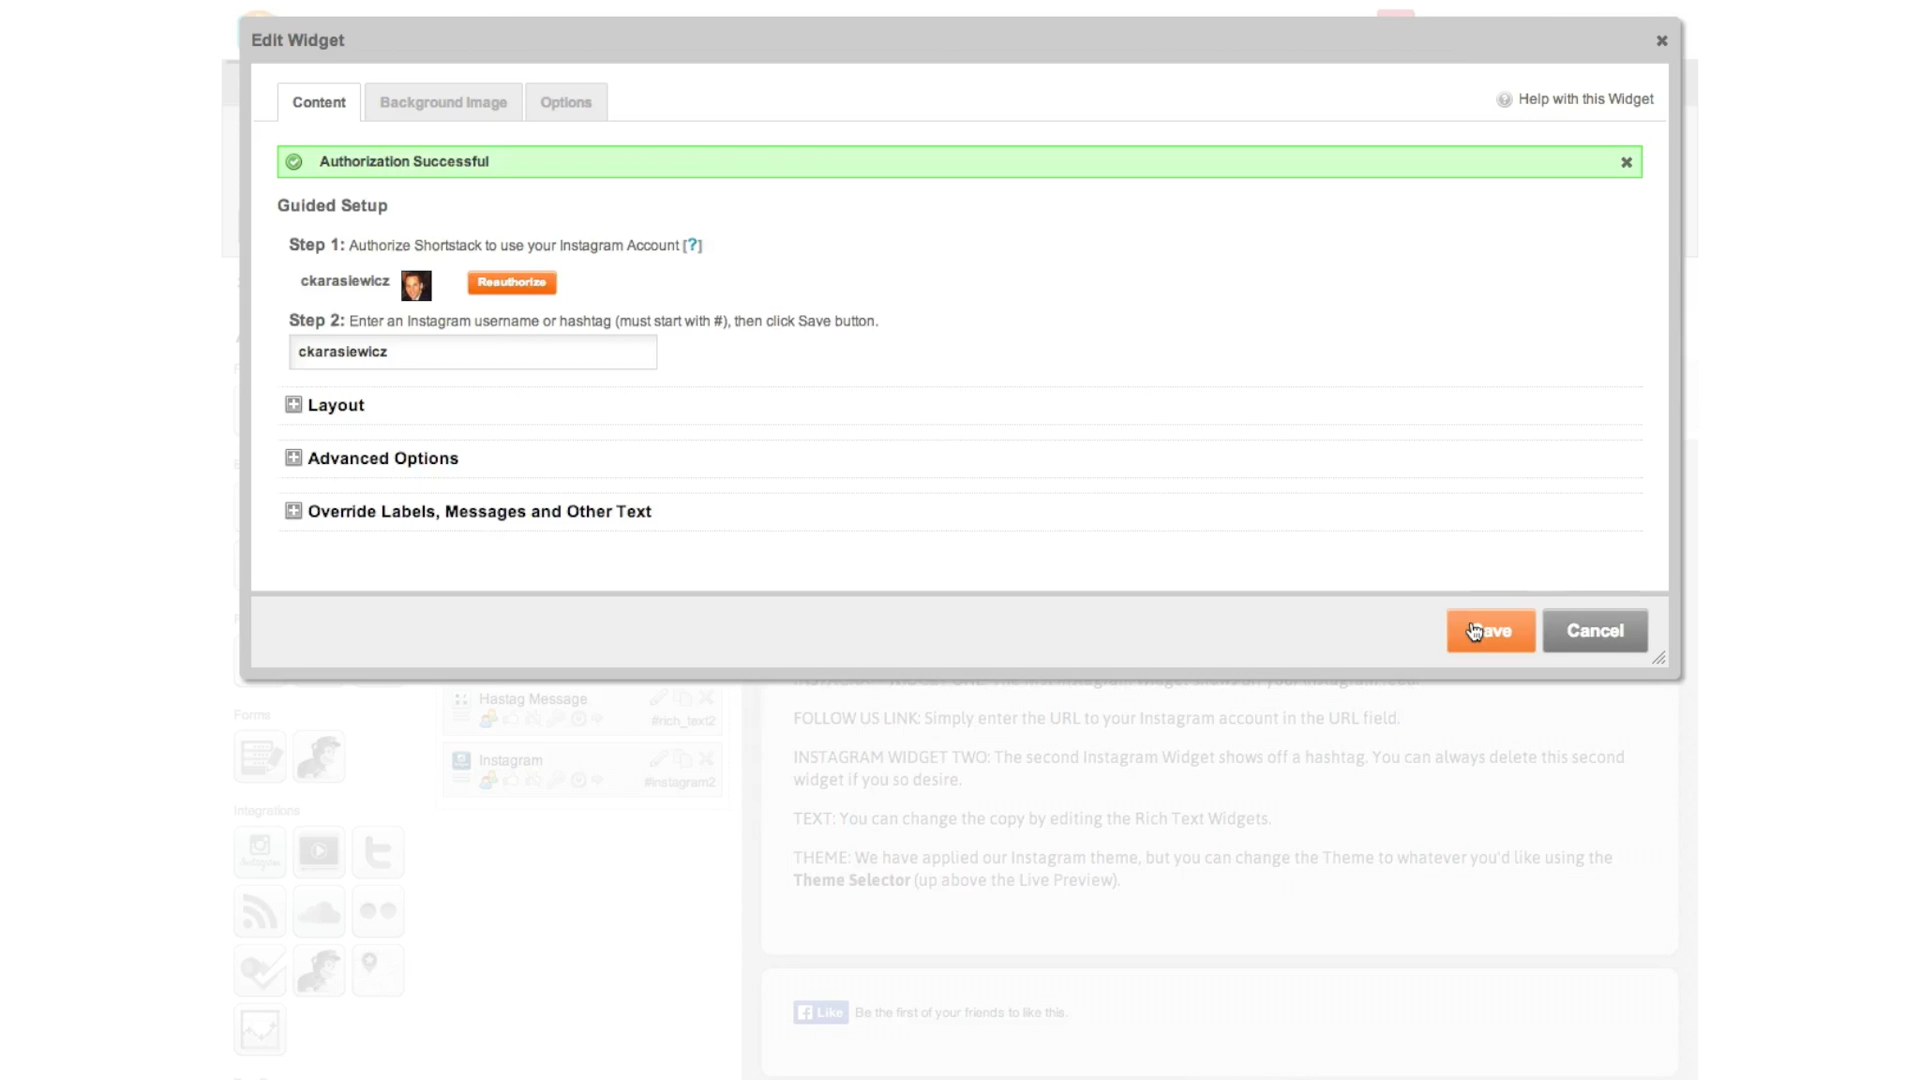 Edit Widget
Content
Background Image
Options
Help with this Widget
Authorization Successful
Guided Setup
Step 1: Authorize Shortstack to use your Instagram Account [?]
ckarasiewicz
Reauthorize
Step 2: Enter an Instagram username or hashtag (must start with #), then click Save button.
ckarasiewicz
Layout
Advanced Options
Override Labels, Messages and Other Text
Save
Cancel
Hastag Message
#rich_text2
Instagram
#instagram2
Forms
Integrations
Instagram
FOLLOW US LINK: Simply enter the URL to your Instagram account in the URL field.
INSTAGRAM WIDGET TWO: The second Instagram Widget shows off a hashtag. You can always delete this second
widget if you so desire.
TEXT: You can change the copy by editing the Rich Text Widgets.
THEME: We have applied our Instagram theme, but you can change the Theme to whatever you'd like using the
Theme Selector (up above the Live Preview).
Like
Be the first of your friends to like this.